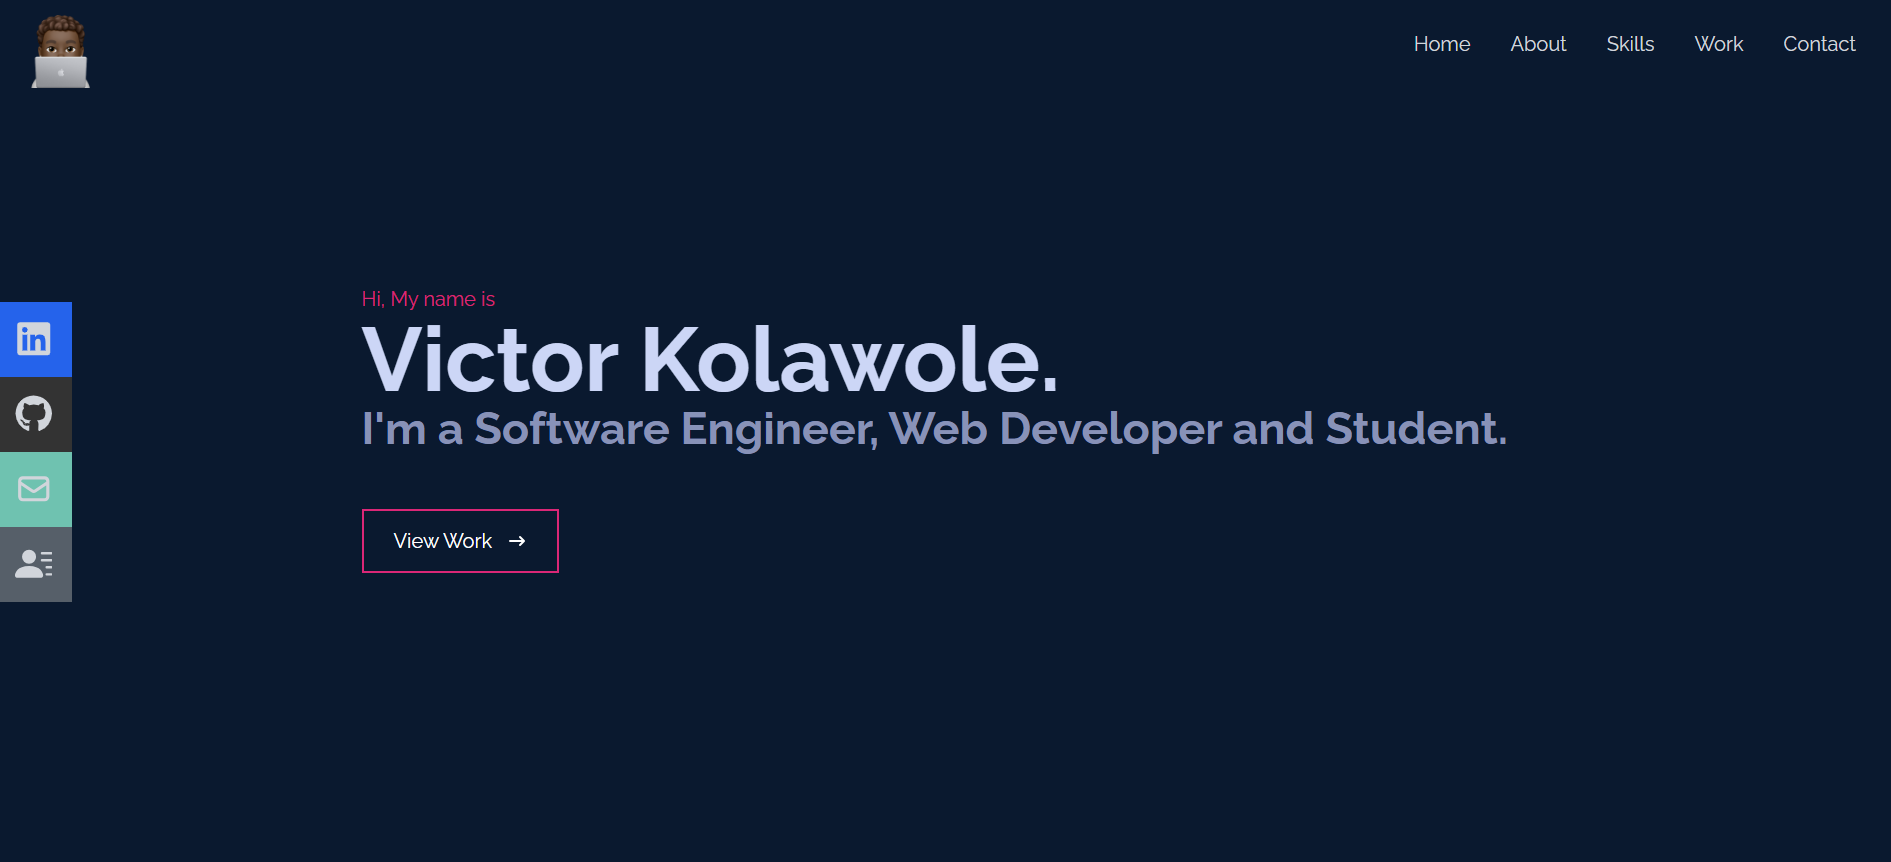 Home About Skills Work Contact
Hi, My name is
Victor Kolawole.
I'm a Software Engineer, Web Developer and Student.
in
View Work →